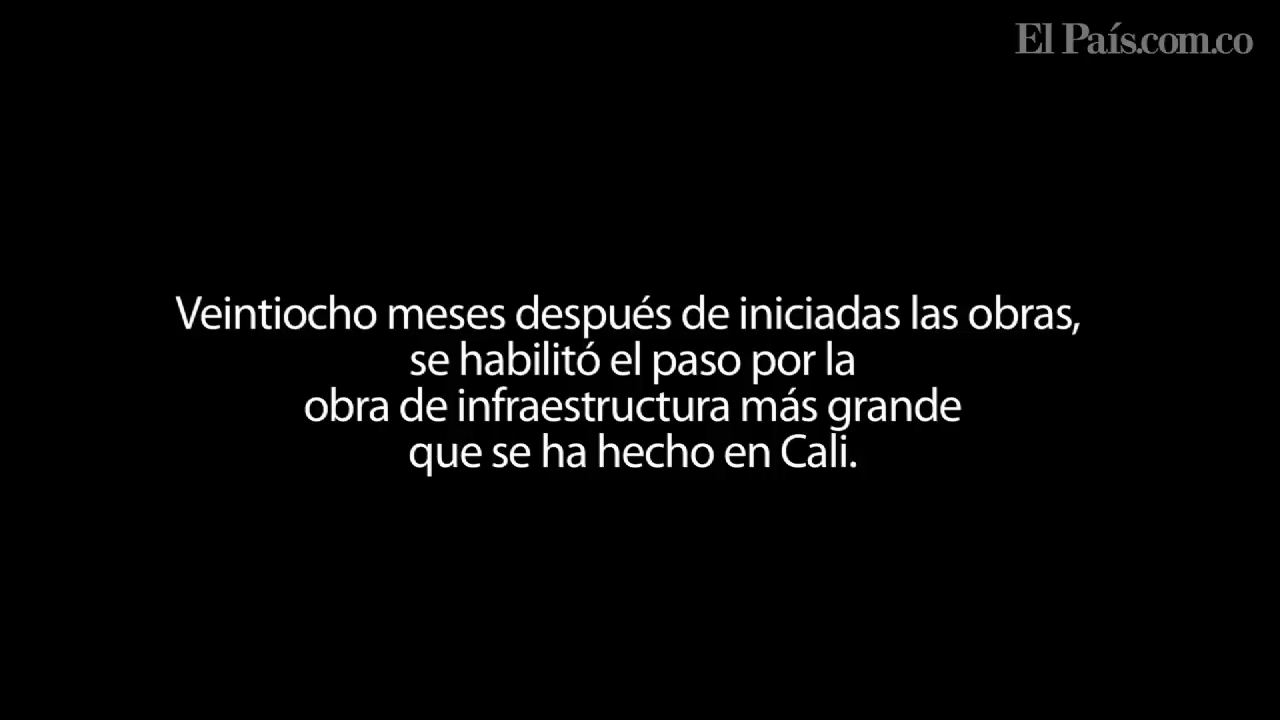 El País.com.co
Veintiocho meses después de iniciadas las obras,
se habilitó el paso por la
obra de infraestructura más grande
que se ha hecho en Cali.